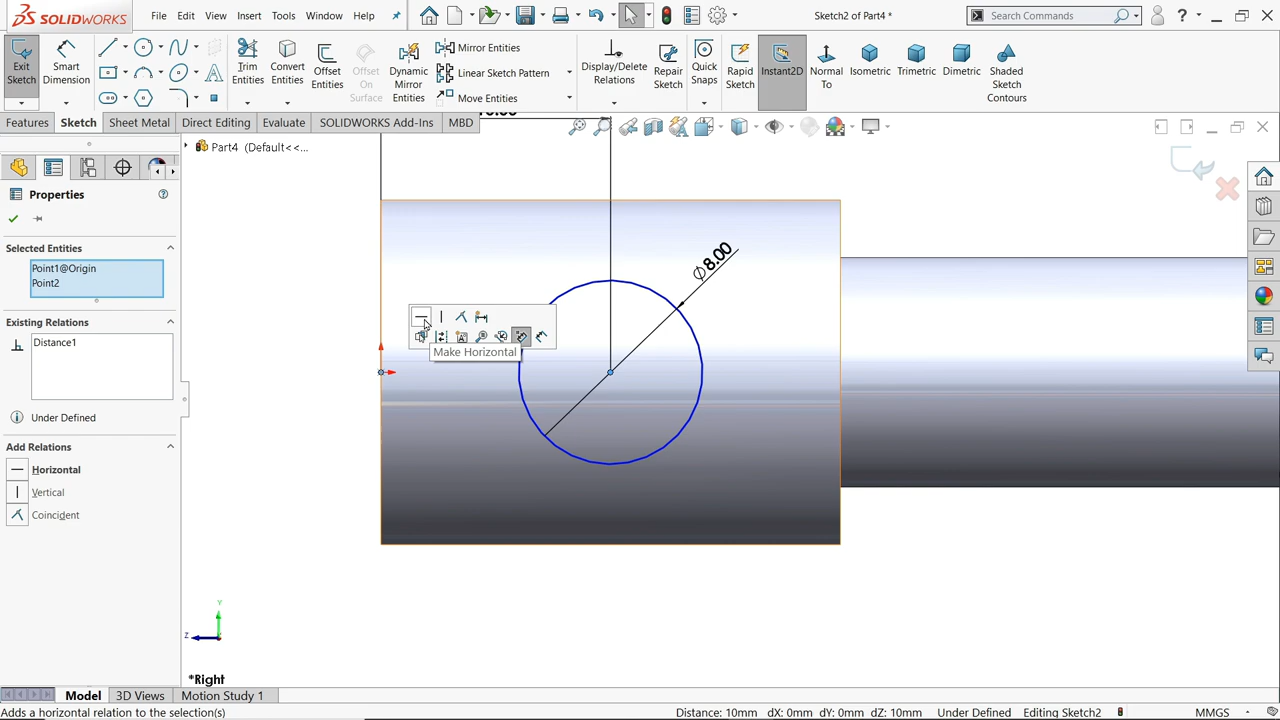 SOLIDWORKS
File Edit View Insert Tools Window Help
Sketch2 of Part4 *
Search Commands
Exit Sketch
Smart Dimension
Trim Entities
Convert Entities
Offset Entities
Offset On Surface
Dynamic Mirror Entities
Mirror Entities
Linear Sketch Pattern
Move Entities
Display/Delete Relations
Repair Sketch
Quick Snaps
Rapid Sketch
Instant2D
Normal To
Isometric
Trimetric
Dimetric
Shaded Sketch Contours
Features Sketch Sheet Metal Direct Editing Evaluate SOLIDWORKS Add-Ins MBD
Part4 (Default<<...
Properties
Selected Entities
Point1@Origin
Point2
Existing Relations
Distance1
Under Defined
Add Relations
Horizontal
Vertical
Coincident
∅8.00
Make Horizontal
Y
Z
*Right
Model 3D Views Motion Study 1
Adds a horizontal relation to the selection(s)
Distance: 10mm dX: 0mm dY: 0mm dZ: 10mm Under Defined Editing Sketch2 MMGS